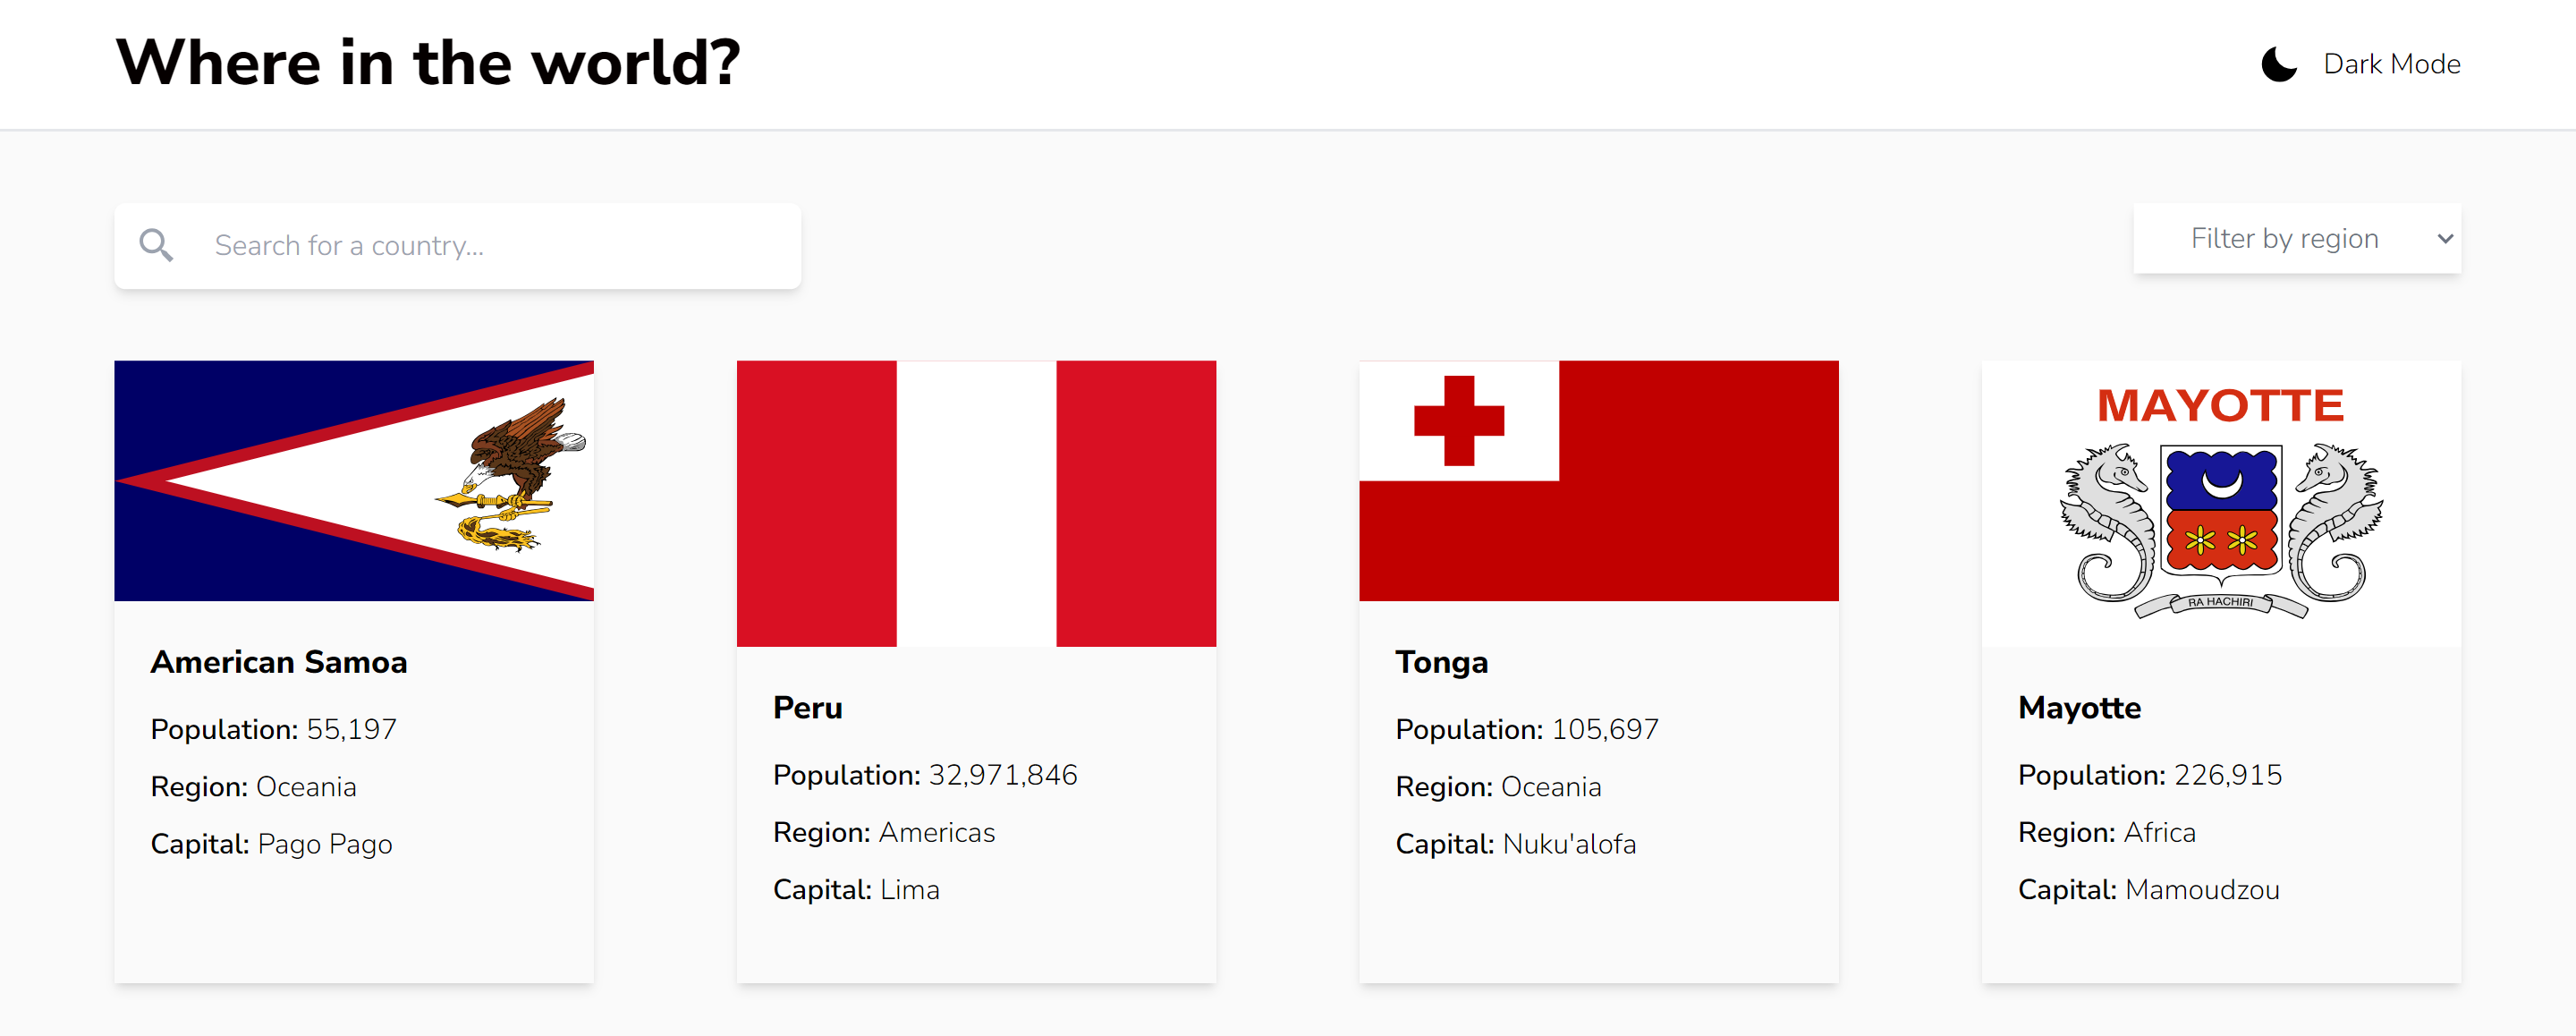 Where in the world?
Dark Mode
Search for a country...
Filter by region
American Samoa
Population: 55,197
Region: Oceania
Capital: Pago Pago
Peru
Population: 32,971,846
Region: Americas
Capital: Lima
Tonga
Population: 105,697
Region: Oceania
Capital: Nuku'alofa
MAYOTTE
RA HACHIRI
Mayotte
Population: 226,915
Region: Africa
Capital: Mamoudzou